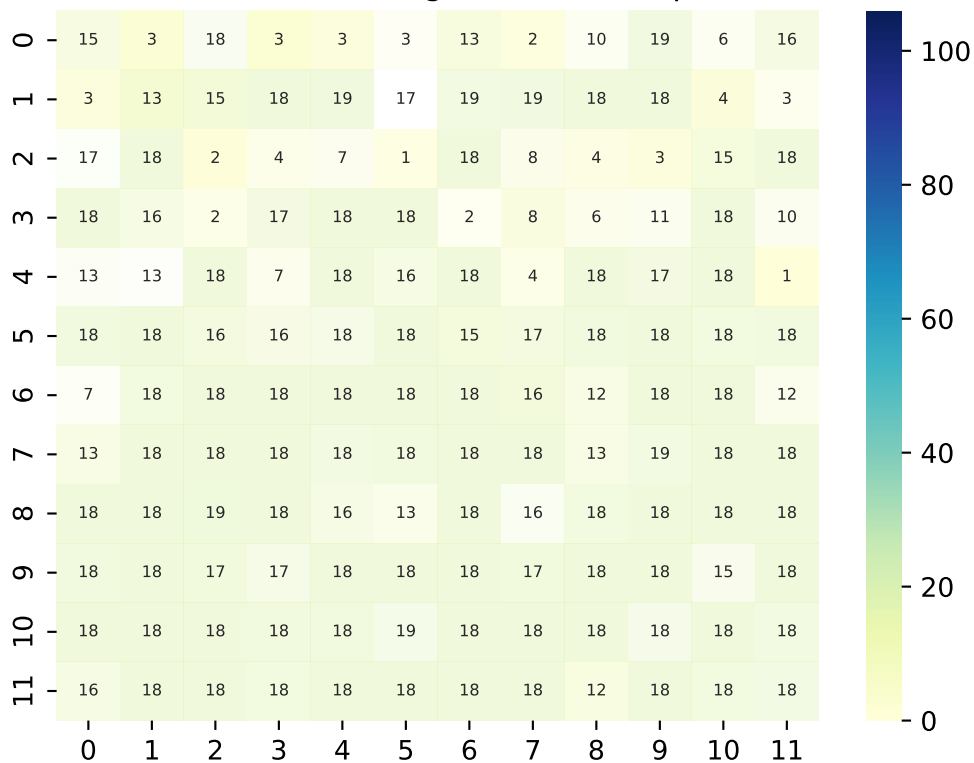 0 15 3 18 3 3 3 13 2 10 19 6 16
1 3 13 15 18 19 17 19 19 18 18 4 3
2 17 18 2 4 7 1 18 8 4 3 15 18
3 18 16 2 17 18 18 2 8 6 11 18 10
4 13 13 18 7 18 16 18 4 18 17 18 1
5 18 18 16 16 18 18 15 17 18 18 18 18
6 7 18 18 18 18 18 18 16 12 18 18 12
7 13 18 18 18 18 18 18 18 13 19 18 18
8 18 18 19 18 16 13 18 16 18 18 18 18
9 18 18 17 17 18 18 18 17 18 18 15 18
10 18 18 18 18 18 19 18 18 18 18 18 18
11 16 18 18 18 18 18 18 18 12 18 18 18
0 1 2 3 4 5 6 7 8 9 10 11
100
80
60
40
20
0